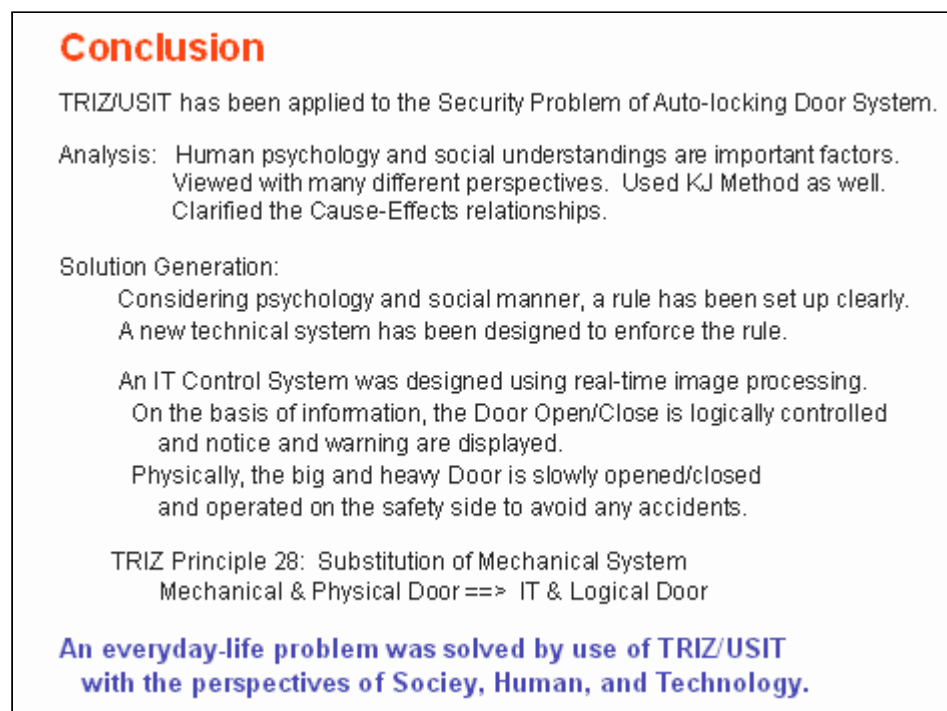 Conclusion
TRIZ/USIT has been applied to the Security Problem of Auto-locking Door System.
Analysis: Human psychology and social understandings are important factors.
Viewed with many different perspectives. Used KJ Method as well.
Clarified the Cause-Effects relationships.
Solution Generation:
Considering psychology and social manner, a rule has been set up clearly.
A new technical system has been designed to enforce the rule.
An IT Control System was designed using real-time image processing.
On the basis of information, the Door Open/Close is logically controlled
and notice and warning are displayed.
Physically, the big and heavy Door is slowly opened/closed
and operated on the safety side to avoid any accidents.
TRIZ Principle 28: Substitution of Mechanical System
Mechanical & Physical Door ==> IT & Logical Door
An everyday-life problem was solved by use of TRIZ/USIT
with the perspectives of Sociey, Human, and Technology.